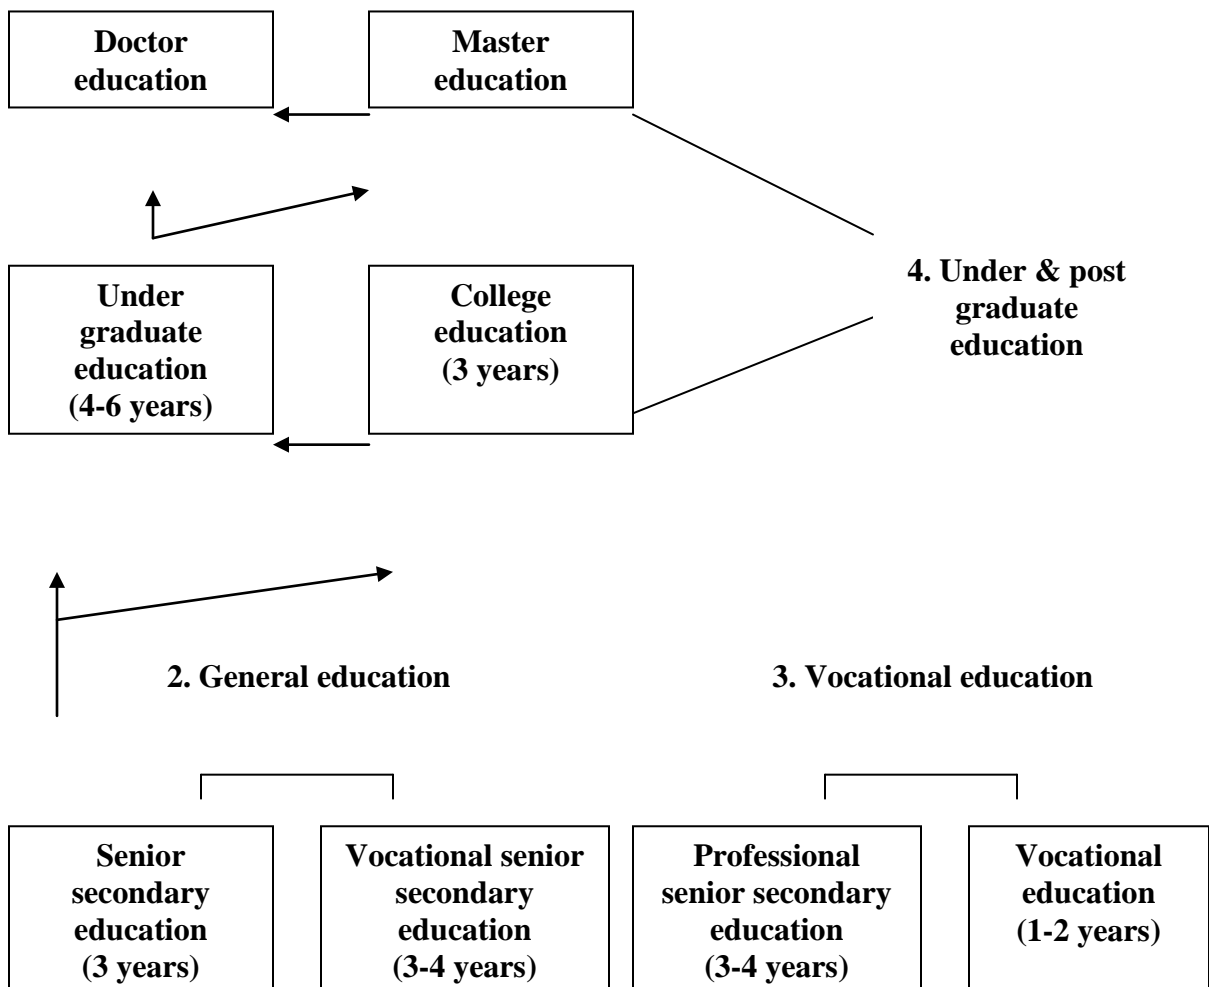 Doctor
education
Master
education
Under
graduate
education
(4-6 years)
College
education
(3 years)
4. Under & post
graduate
education
2. General education
3. Vocational education
Senior
secondary
education
(3 years)
Vocational senior
secondary
education
(3-4 years)
Professional
senior secondary
education
(3-4 years)
Vocational
education
(1-2 years)